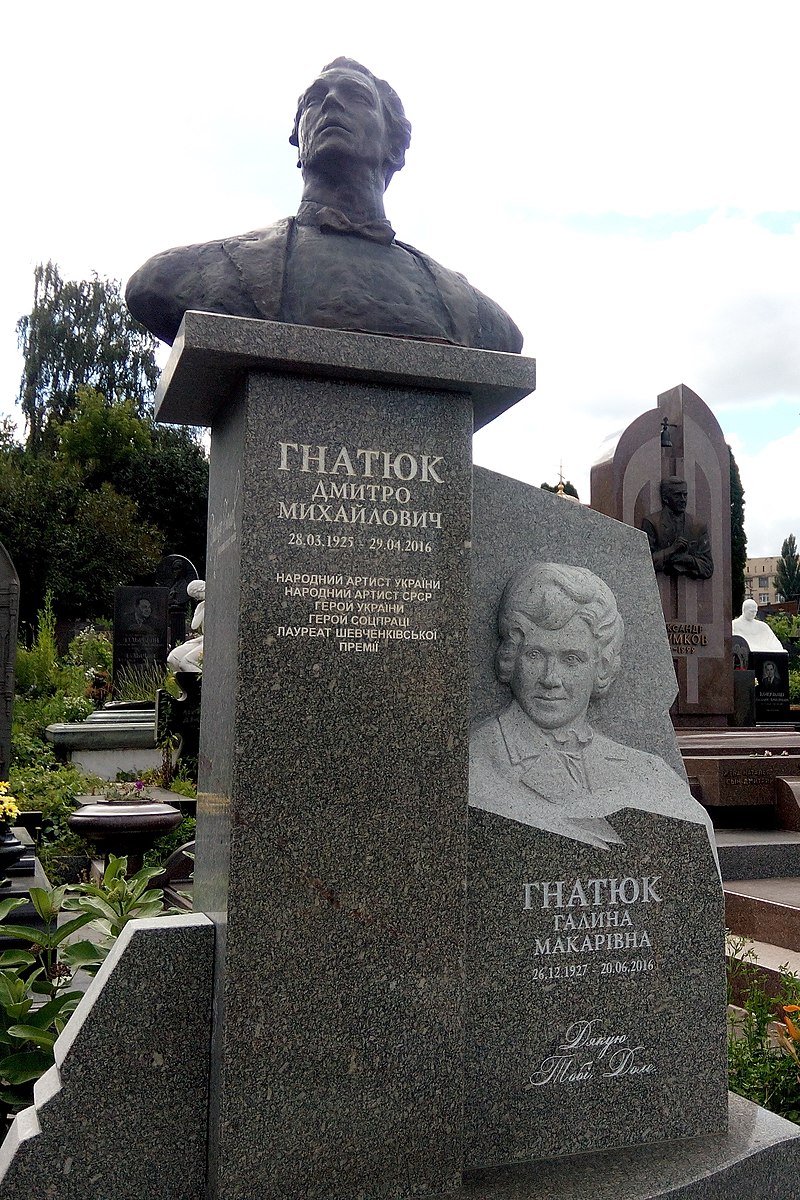 ГНАТЮК
ДМИТРО
МИХАЙЛОВИЧ
28.03.1925 - 29.04.2016
НАРОДНИЙ АРТИСТ УКРАЇНИ
НАРОДНИЙ АРТИСТ СРСР
ГЕРОЙ УКРАЇНИ
ГЕРОЙ СОЦПРАЦІ
ЛАУРЕАТ ШЕВЧЕНКІВСЬКОЇ
ПРЕМІЇ
ГНАТЮК
ГАЛИНА
МАКАРІВНА
26.12.1927 - 20.06.2016
Дякую
Тобі, Доле.